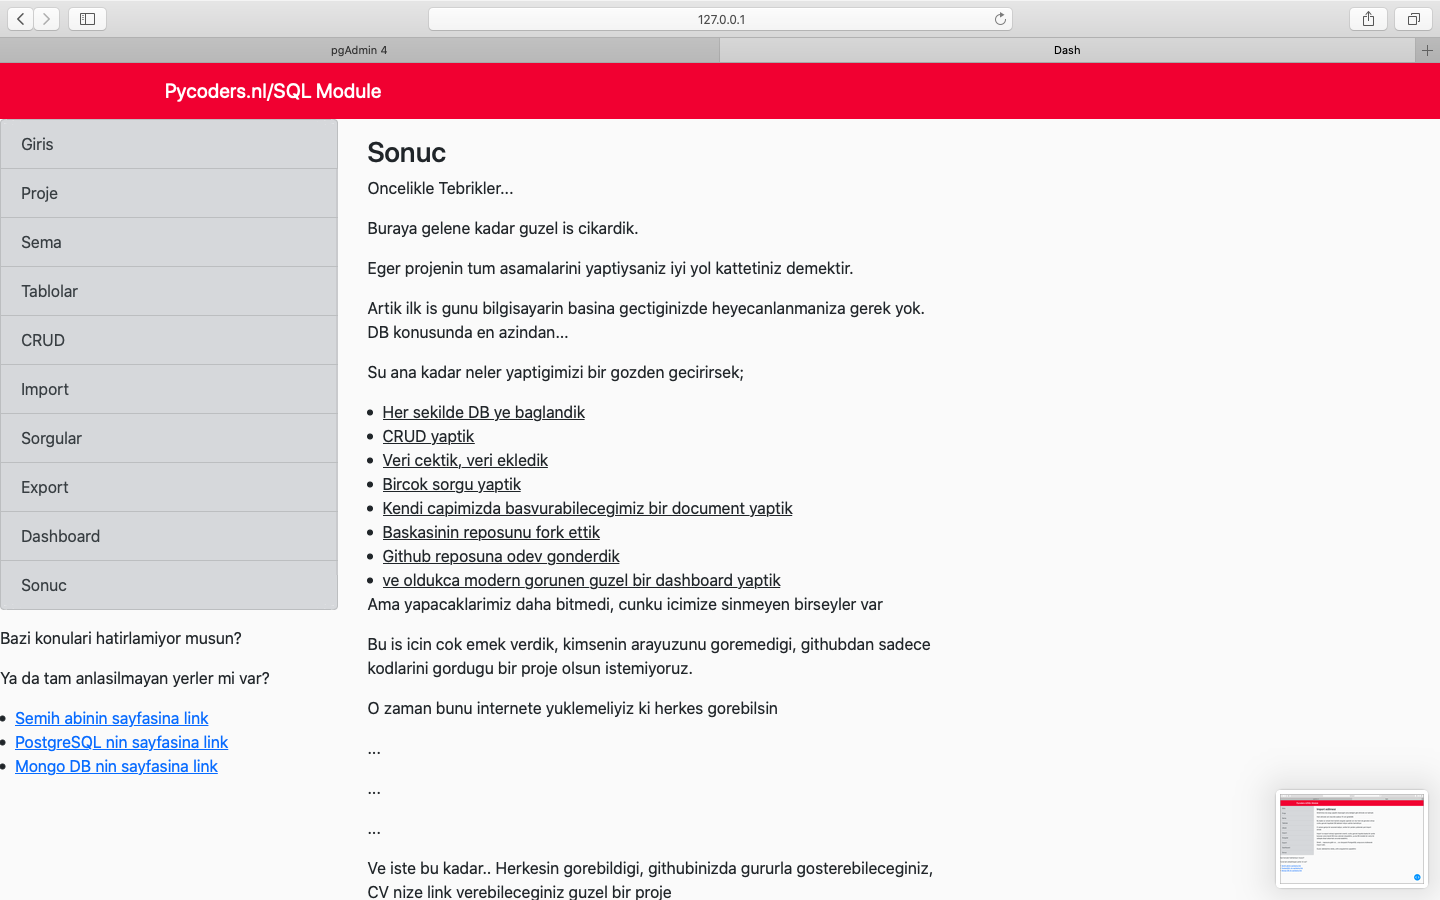 127.0.0.1
pgAdmin 4
Dash
Pycoders.nl/SQL Module
Giris
Proje
Sema
Tablolar
CRUD
Import
Sorgular
Export
Dashboard
Sonuc
Bazi konulari hatirlamiyor musun?
Ya da tam anlasilmayan yerler mi var?
Semih abinin sayfasina link
PostgreSQL nin sayfasina link
Mongo DB nin sayfasina link
Sonuc
Oncelikle Tebrikler...
Buraya gelene kadar guzel is cikardik.
Eger projenin tum asamalarini yaptiysaniz iyi yol kattetiniz demektir.
Artik ilk is gunu bilgisayarin basina gectiginizde heyecanlanmaniza gerek yok.
DB konusunda en azindan...
Su ana kadar neler yaptigimizi bir gozden gecirirsek;
Her sekilde DB ye baglandik
CRUD yaptik
Veri cektik, veri ekledik
Bircok sorgu yaptik
Kendi capimizda basvurabilecegimiz bir document yaptik
Baskasinin reposunu fork ettik
Github reposuna odev gonderdik
ve oldukca modern gorunen guzel bir dashboard yaptik
Ama yapacaklarimiz daha bitmedi, cunku icimize sinmeyen birseyler var
Bu is icin cok emek verdik, kimsenin arayuzunu goremedigi, githubdan sadece
kodlarini gordugu bir proje olsun istemiyoruz.
O zaman bunu internete yuklemeliyiz ki herkes gorebilsin
...
...
...
Ve iste bu kadar.. Herkesin gorebildigi, githubinizda gururla gosterebileceginiz,
CV nize link verebileceginiz guzel bir proje